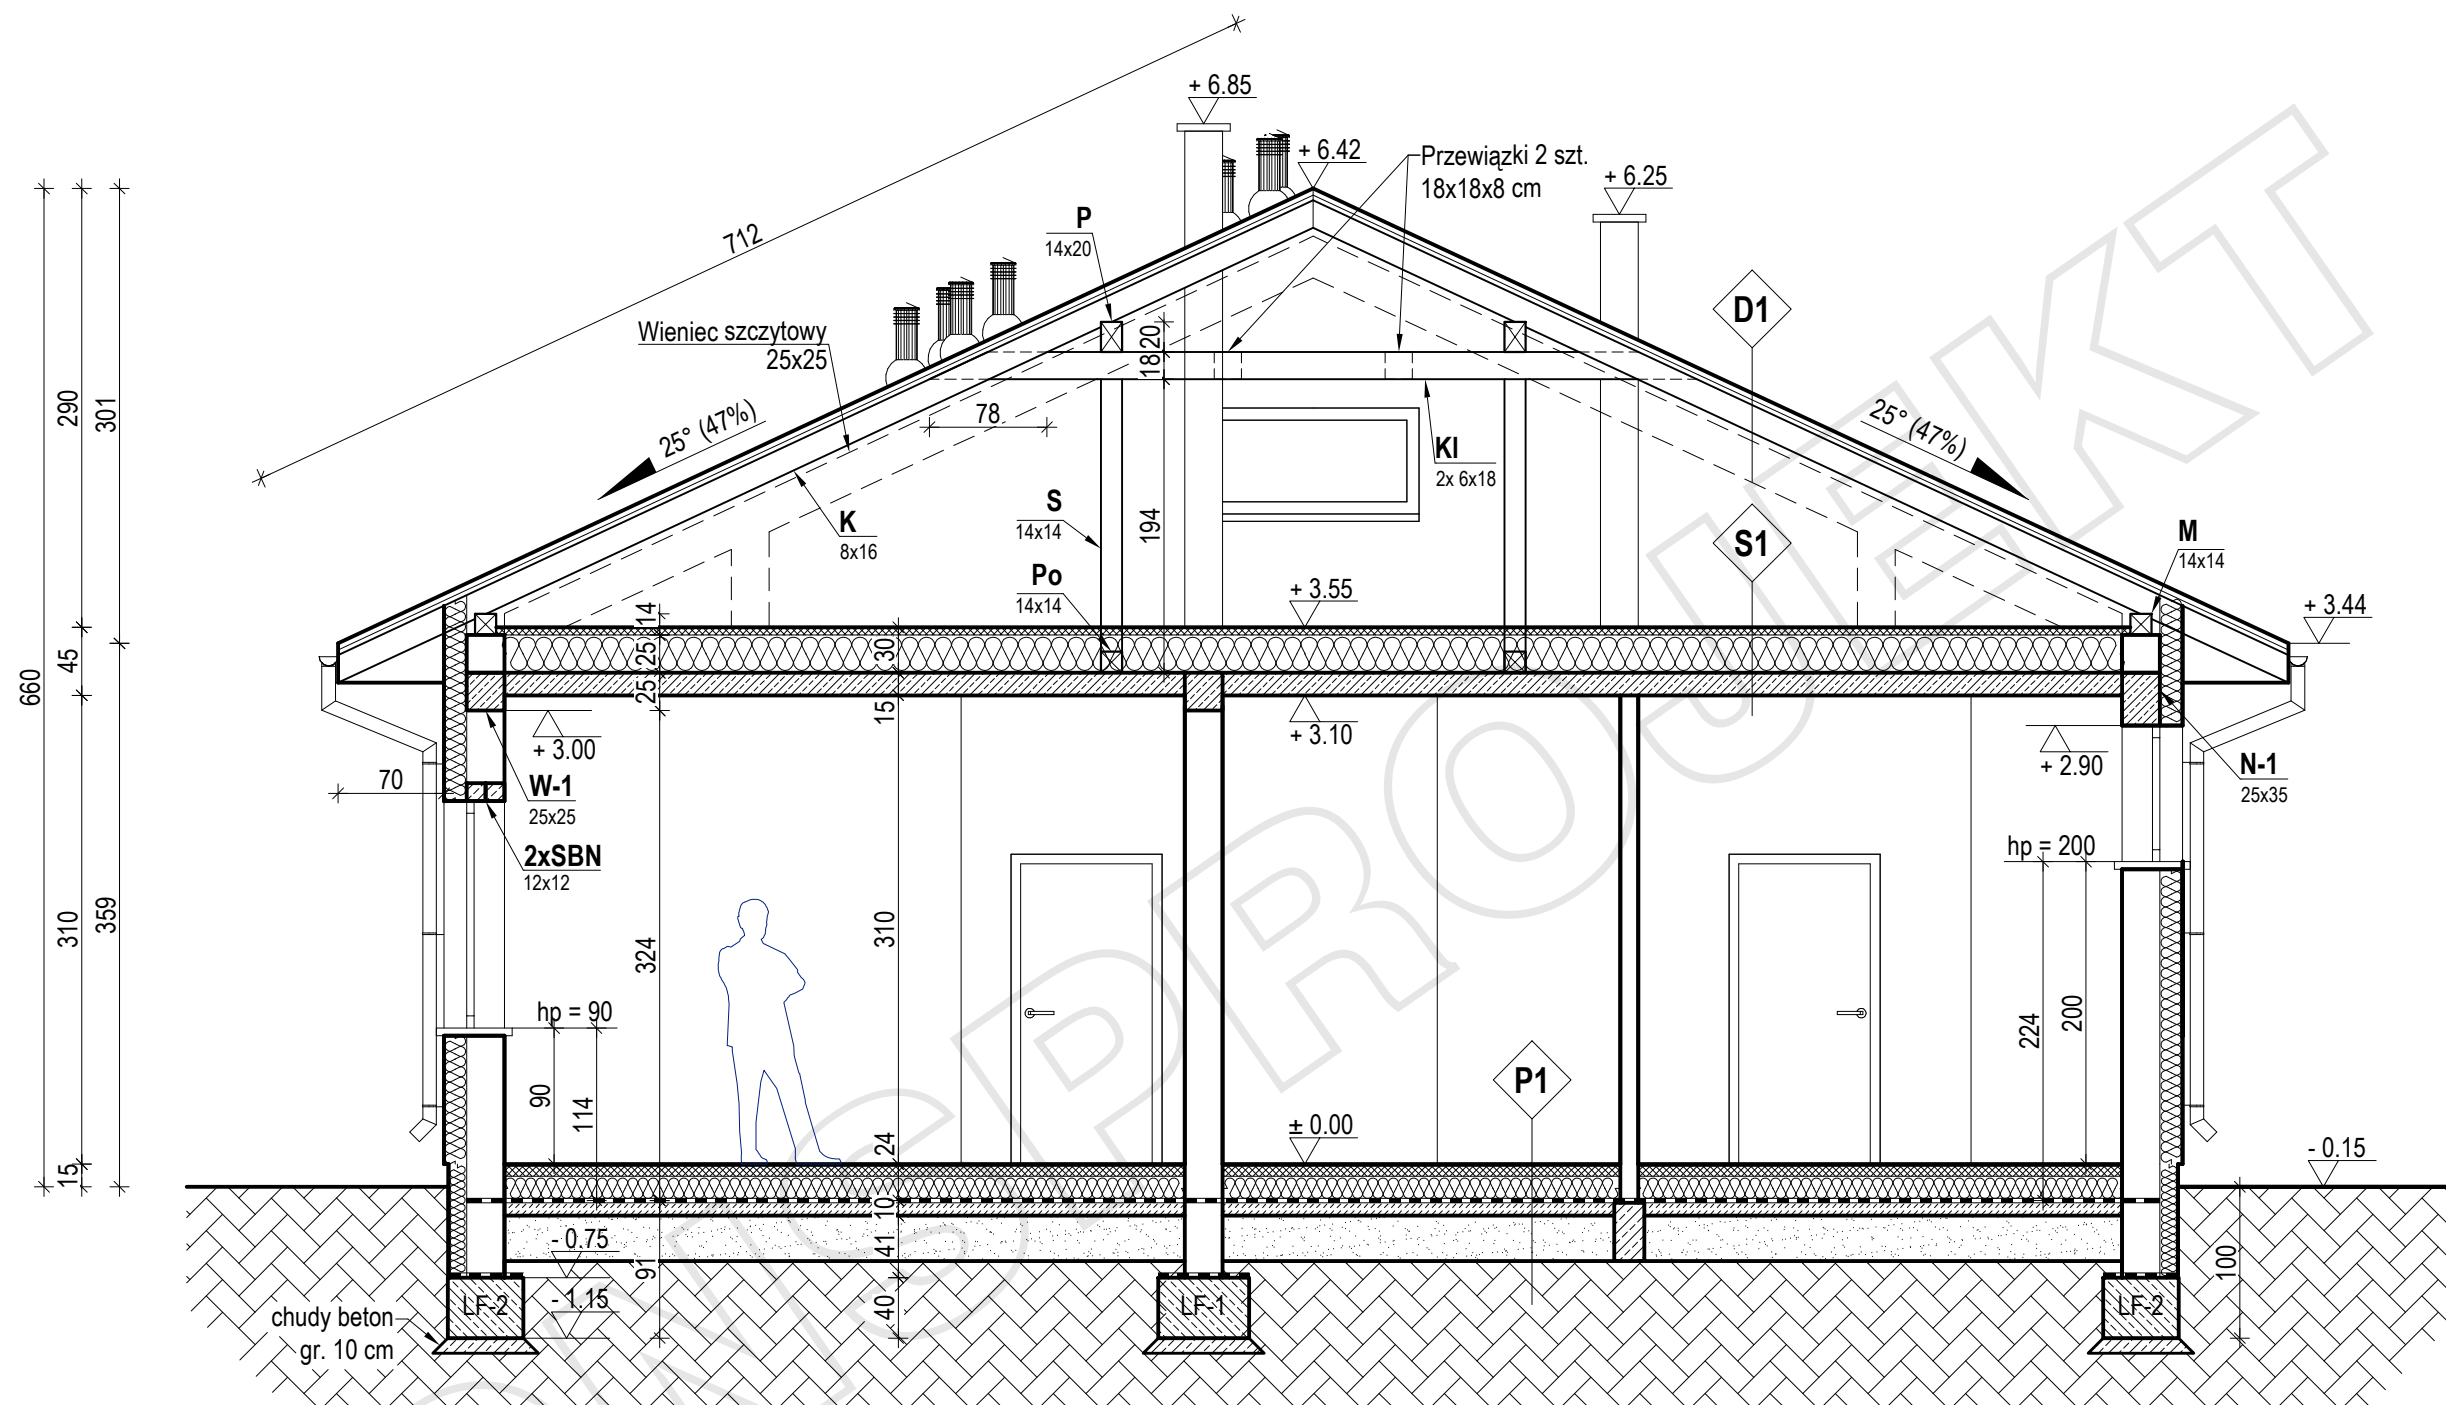 + 6.85
+ 6.42
Przewiązki 2 szt.
18x18x8 cm
+ 6.25
P
14x20
712
D1
Wieniec szczytowy
25x25
20
18
290
301
25° (47%)
78
25° (47%)
Kl
2x 6x18
K
8x16
S
14x14
194
S1
M
14x14
Po
14x14
+ 3.55
+ 3.44
14
25
30
45
660
25
15
+ 3.00
+ 3.10
+ 2.90
70
W-1
25x25
N-1
25x35
2xSBN
12x12
hp = 200
310
359
324
310
hp = 90
224
200
90
114
P1
± 0.00
24
- 0.15
15
10
- 0.75
41
91
100
- 1.15
40
LF-2
LF-1
LF-2
chudy beton
gr. 10 cm
NSPROJEKT